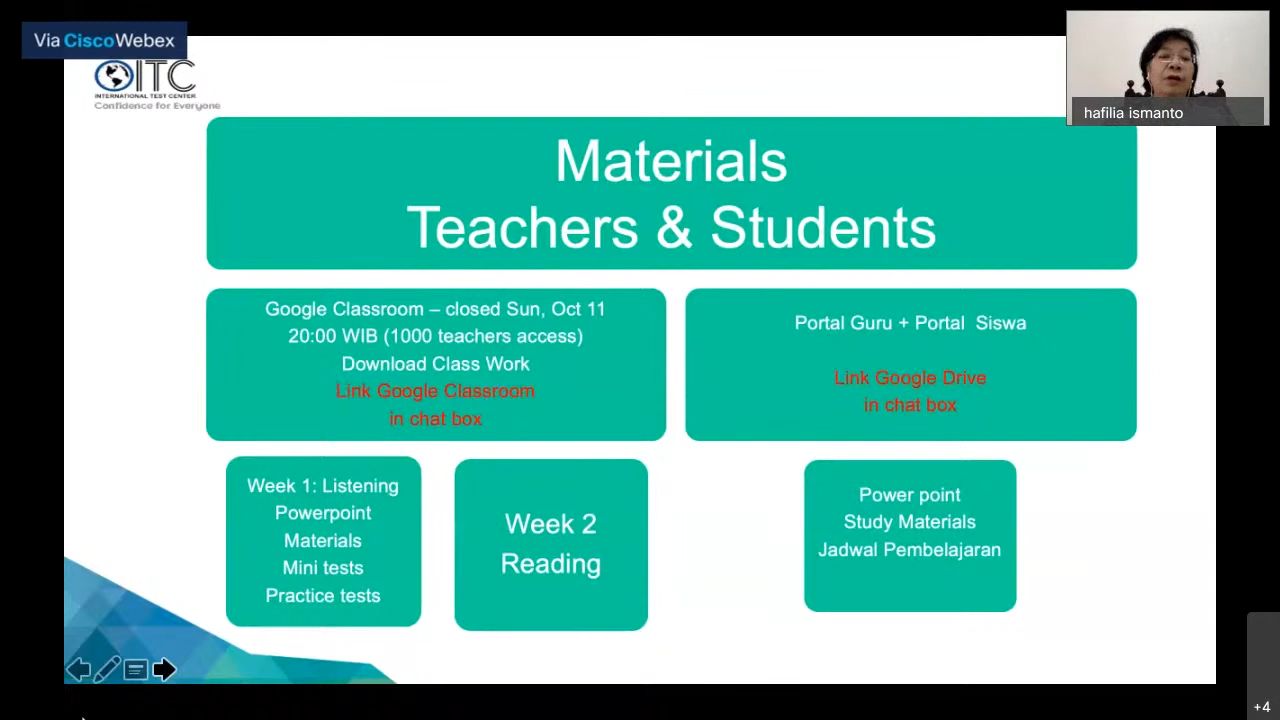 Via CiscoWebex
ITC
INTERNATIONAL TEST CENTER
Confidence for Everyone
hafilia ismanto
Materials
Teachers & Students
Google Classroom – closed Sun, Oct 11
20:00 WIB (1000 teachers access)
Download Class Work
Link Google Classroom
in chat box
Portal Guru + Portal Siswa
Link Google Drive
in chat box
Week 1: Listening
Powerpoint
Materials
Mini tests
Practice tests
Week 2
Reading
Power point
Study Materials
Jadwal Pembelajaran
+4